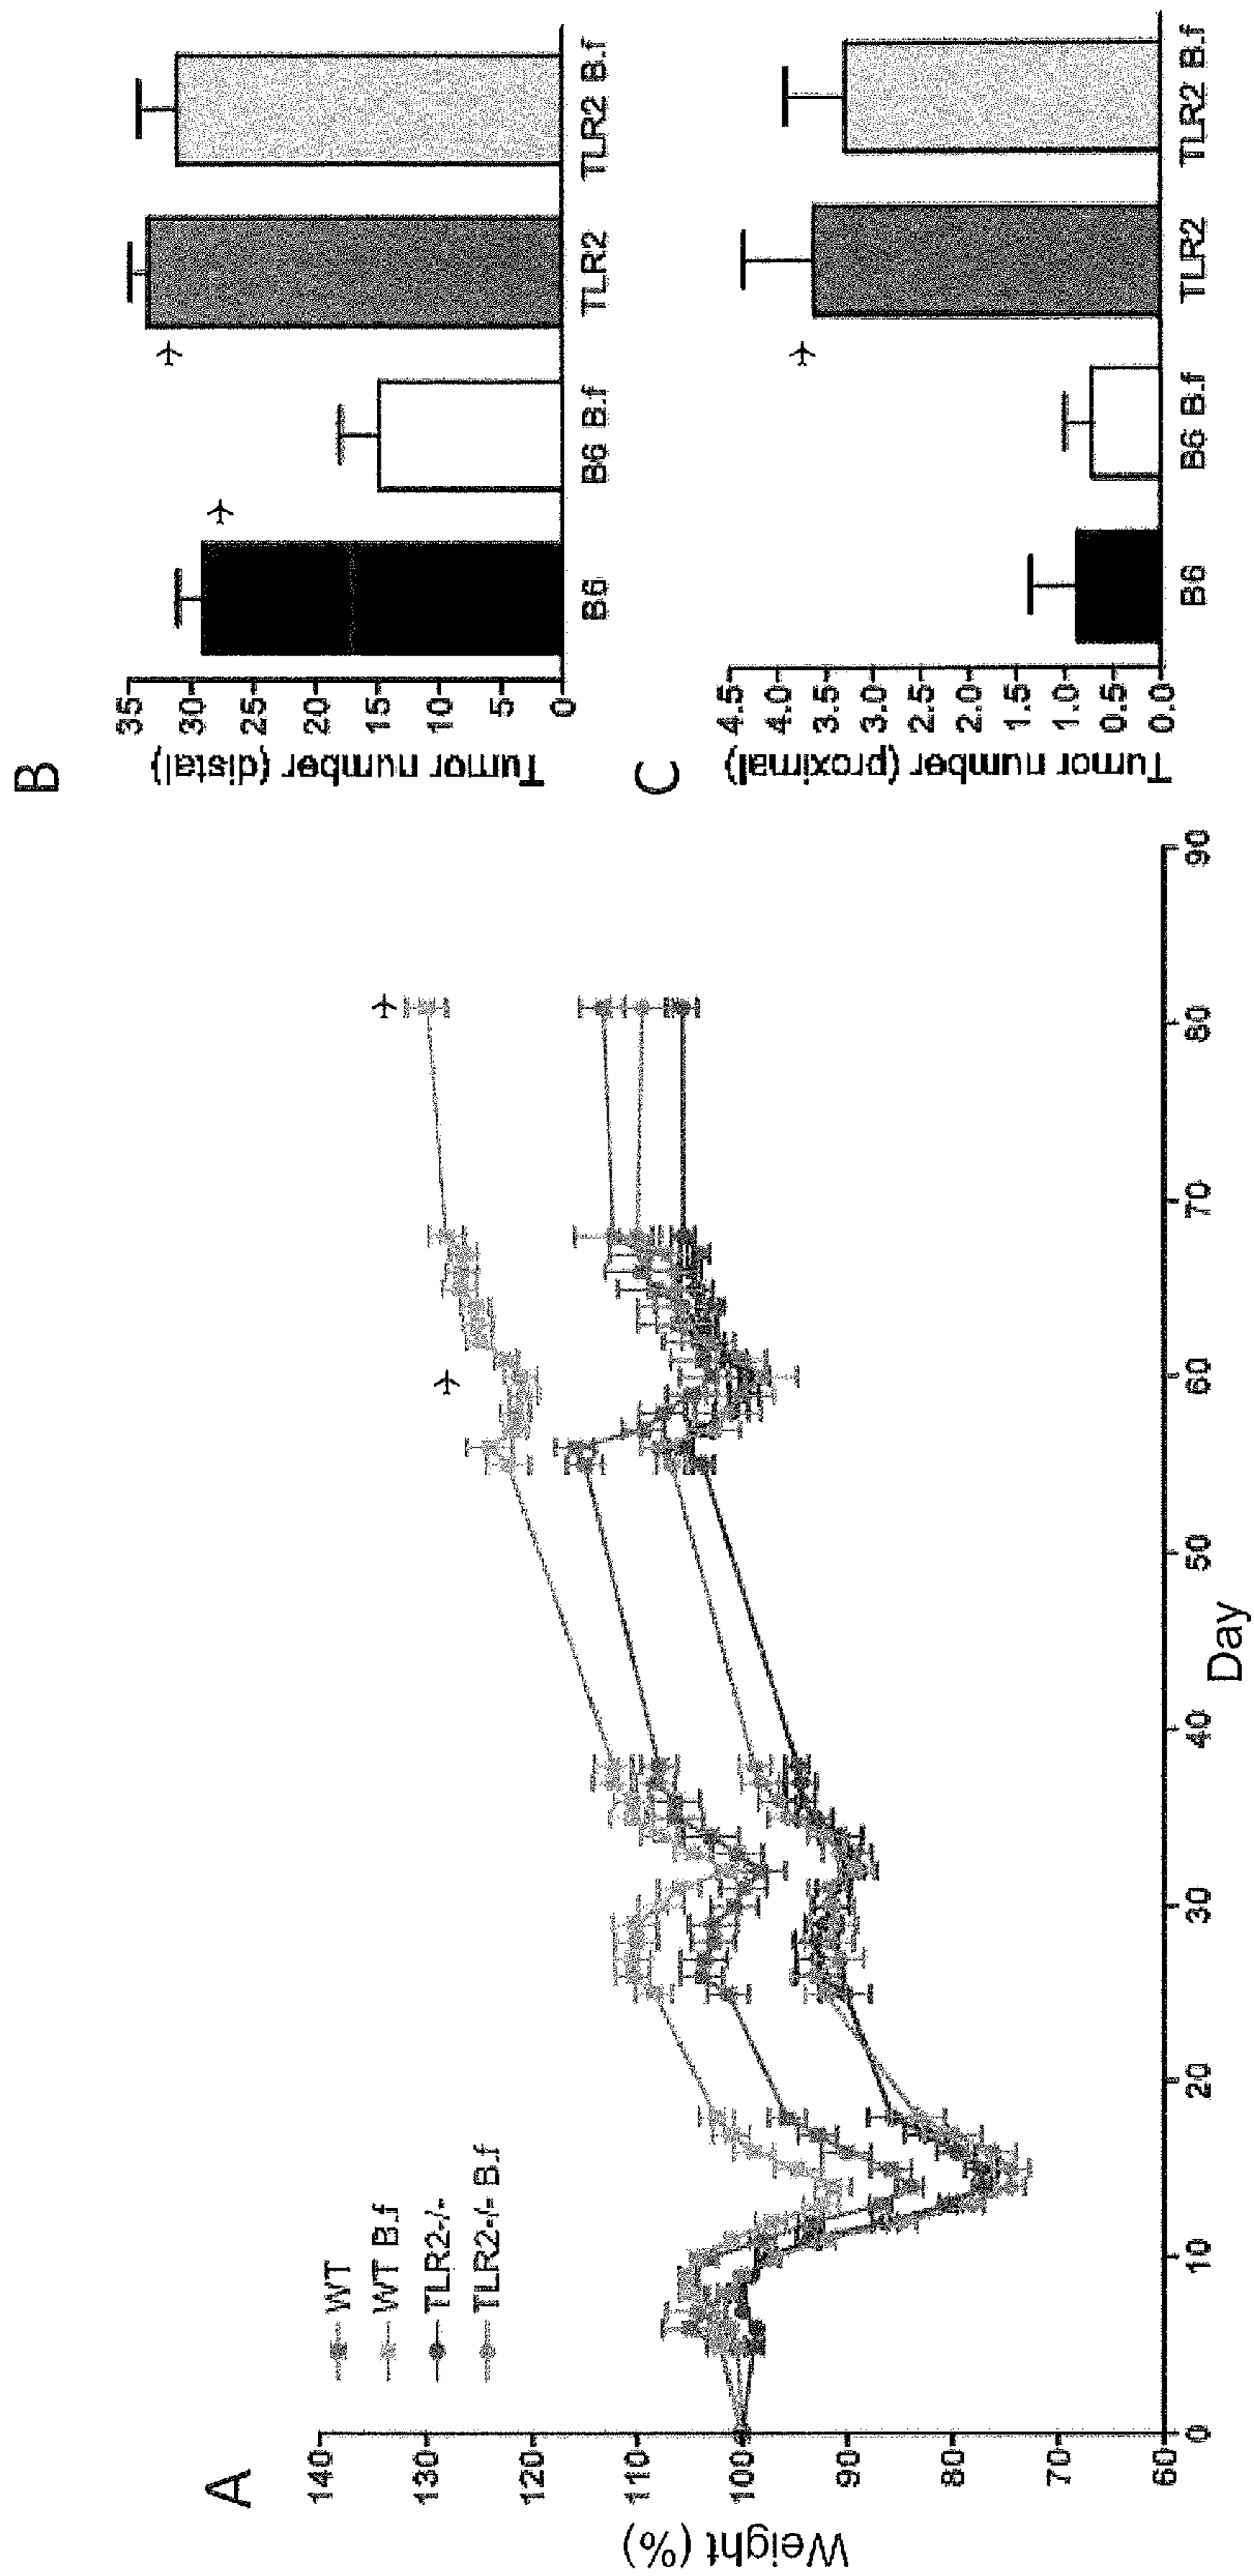 A
140
130
120
110
100
90
80
70
60
Weight (%)
WT
WT B.f
TLR2-/-
TLR2-/- B.f
0 10 20 30 40 50 60 70 80 90
Day
B
35
30
25
20
15
10
5
0
Tumor number (distal)
B6 B6 B.f TLR2 TLR2 B.f
C
4.5
4.0
3.5
3.0
2.5
2.0
1.5
1.0
0.5
0.0
Tumor number (proximal)
B6 B6 B.f TLR2 TLR2 B.f